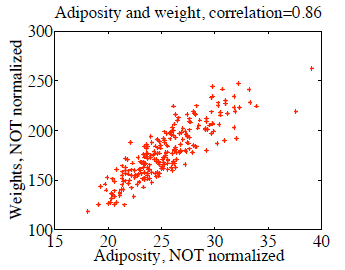 Adiposity and weight, correlation=0.86
300
250
200
150
100
Weights, NOT normalized
15 20 25 30 35 40
Adiposity, NOT normalized